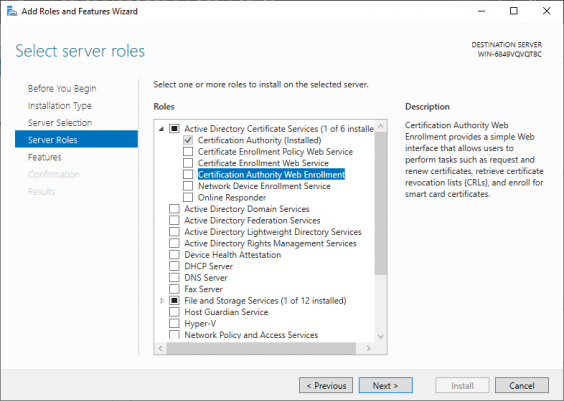 Add Roles and Features Wizard
Select server roles
DESTINATION SERVER
WIN-6849VQVQTBC
Before You Begin
Installation Type
Server Selection
Server Roles
Features
Confirmation
Results
Select one or more roles to install on the selected server.
Roles
Active Directory Certificate Services (1 of 6 installe
Certification Authority (Installed)
Certificate Enrollment Policy Web Service
Certificate Enrollment Web Service
Certification Authority Web Enrollment
Network Device Enrollment Service
Online Responder
Active Directory Domain Services
Active Directory Federation Services
Active Directory Lightweight Directory Services
Active Directory Rights Management Services
Device Health Attestation
DHCP Server
DNS Server
Fax Server
File and Storage Services (1 of 12 installed)
Host Guardian Service
Hyper-V
Network Policy and Access Services
Description
Certification Authority Web
Enrollment provides a simple Web
interface that allows users to
perform tasks such as request and
renew certificates, retrieve certificate
revocation lists (CRLs), and enroll for
smart card certificates.
< Previous
Next >
Install
Cancel